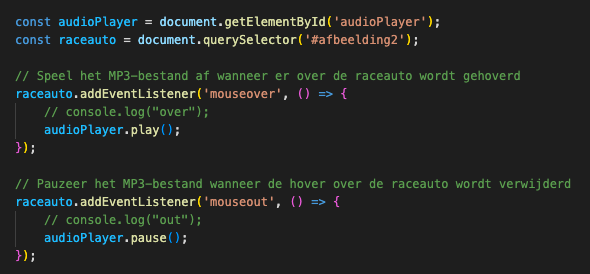 const audioPlayer = document.getElementById('audioPlayer');
const raceauto = document.querySelector('#afbeelding2');
// Speel het MP3-bestand af wanneer er over de raceauto wordt gehoverd
raceauto.addEventListener('mouseover', () => {
// console.log("over");
audioPlayer.play();
});
// Pauzeer het MP3-bestand wanneer de hover over de raceauto wordt verwijderd
raceauto.addEventListener('mouseout', () => {
// console.log("out");
audioPlayer.pause();
});